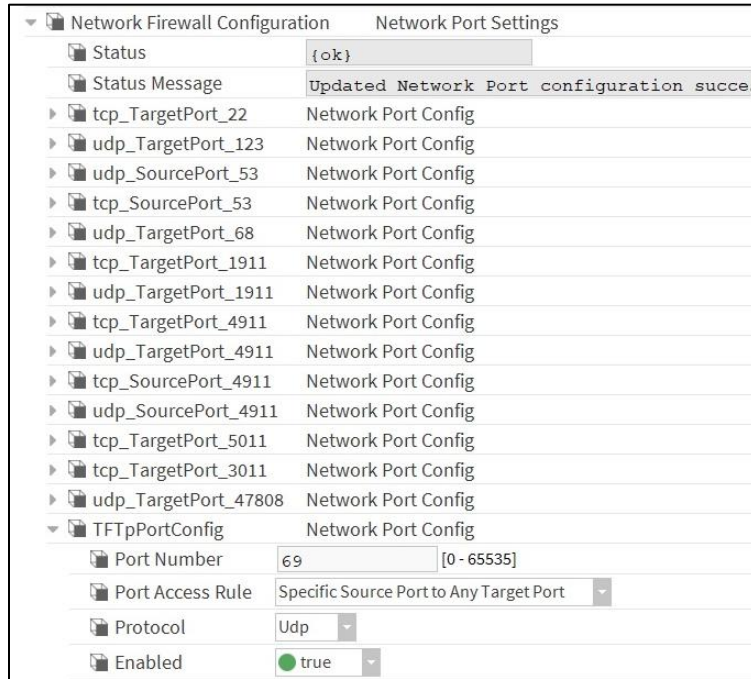 Network Firewall Configuration Network Port Settings
Status {ok}
Status Message Updated Network Port configuration
tcp_TargetPort_22 Network Port Config
udp_TargetPort_123 Network Port Config
udp_SourcePort_53 Network Port Config
tcp_SourcePort_53 Network Port Config
udp_TargetPort_68 Network Port Config
tcp_TargetPort_1911 Network Port Config
udp_TargetPort_1911 Network Port Config
tcp_TargetPort_4911 Network Port Config
udp_TargetPort_4911 Network Port Config
tcp_SourcePort_4911 Network Port Config
udp_SourcePort_4911 Network Port Config
tcp_TargetPort_5011 Network Port Config
tcp_TargetPort_3011 Network Port Config
udp_TargetPort_47808 Network Port Config
TFTpPortConfig Network Port Config
Port Number 69 [0 - 65535]
Port Access Rule Specific Source Port to Any Target Port
Protocol Udp
Enabled true